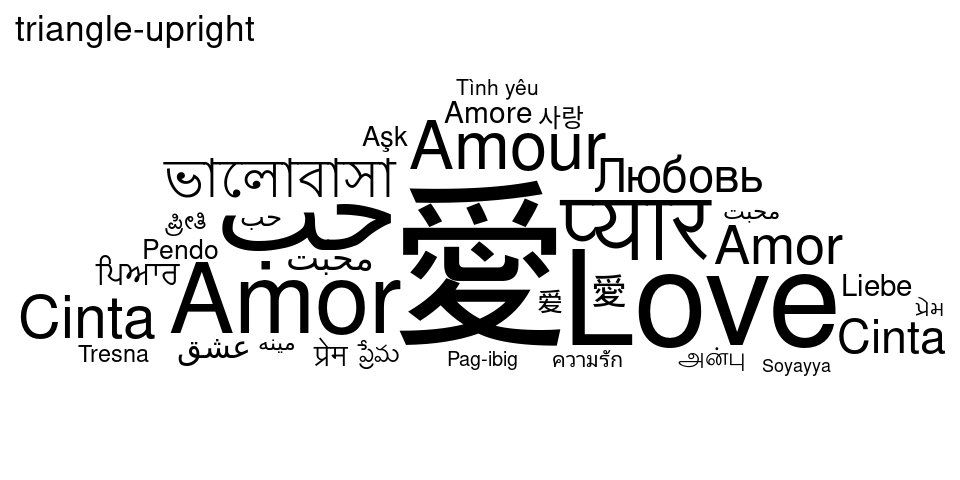 triangle-upright
Tình yêu
Amore
사랑
Aşk
Amour
Любовь
ভালোবাসা
حب
愛
प्यार
محبت
ಪ್ರೀತಿ
حب
Pendo
Amor
محبت
ਪਿਆਰ
Amor
Love
爱
愛
Liebe
પ્રેમ
Cinta
Cinta
Tresna
عشق
مينه
प्रेम
ప్రేమ
Pag-ibig
ความรัก
அன்பு
Soyayya